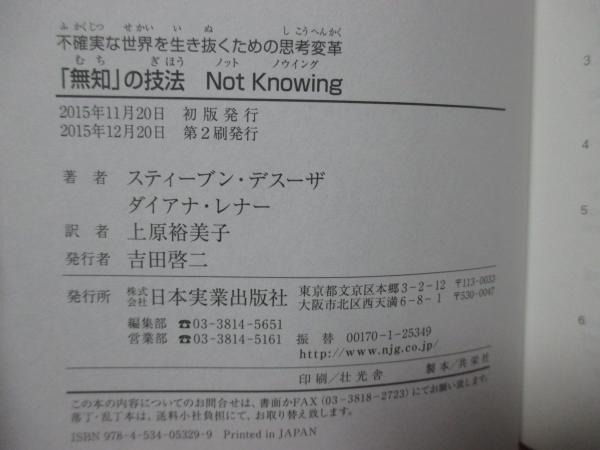 ふかくじつ せかい い ぬ しこうへんかく
不確実な世界を生き抜くための思考変革
むち ぎほう ノット ノウイング
「無知」の技法 Not Knowing
2015年11月20日 初版発行
2015年12月20日 第2刷発行
著者 スティーブン・デスーザ
ダイアナ・レナー
訳者 上原裕美子
発行者 吉田啓二
発行所 株式会社日本実業出版社 東京都文京区本郷3-2-12 〒113-0033
大阪市北区西天満6-8-1 〒530-0047
編集部 ☎03-3814-5651
営業部 ☎03-3814-5161 振替 00170-1-25349
http://www.njg.co.jp/
印刷/壮光舎 製本/共栄社
この本の内容についてのお問合せは、書面かFAX(03-3818-2723)にてお願い致します。
落丁・乱丁本は、送料小社負担にて、お取り替え致します。
ISBN 978-4-534-05329-9 Printed in JAPAN
3
4
5
6